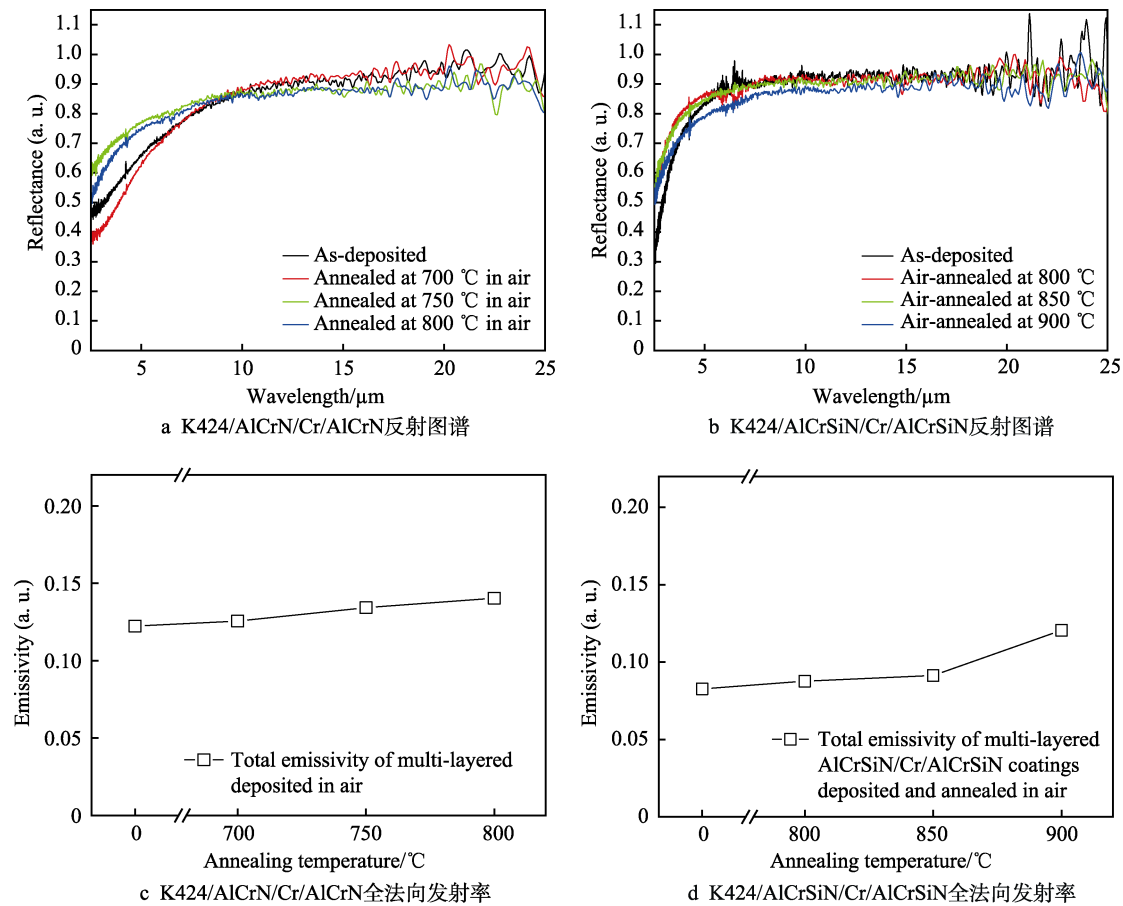 1.1
1.0
0.9
0.8
0.7
0.6
0.5
0.4
0.3
0.2
0.1
0
Reflectance (a. u.)
As-deposited
Annealed at 700 ℃ in air
Annealed at 750 ℃ in air
Annealed at 800 ℃ in air
5 10 15 20 25
Wavelength/μm
a K424/AlCrN/Cr/AlCrN反射图谱
1.1
1.0
0.9
0.8
0.7
0.6
0.5
0.4
0.3
0.2
0.1
0
Reflectance (a. u.)
As-deposited
Air-annealed at 800 ℃
Air-annealed at 850 ℃
Air-annealed at 900 ℃
5 10 15 20 25
Wavelength/μm
b K424/AlCrSiN/Cr/AlCrSiN反射图谱
0.20
0.15
0.10
0.05
0
Emissivity (a. u.)
Total emissivity of multi-layered
deposited in air
0 700 750 800
Annealing temperature/℃
c K424/AlCrN/Cr/AlCrN全法向发射率
0.20
0.15
0.10
0.05
0
Emissivity (a. u.)
Total emissivity of multi-layered
AlCrSiN/Cr/AlCrSiN coatings
deposited and annealed in air
0 800 850 900
Annealing temperature/℃
d K424/AlCrSiN/Cr/AlCrSiN全法向发射率